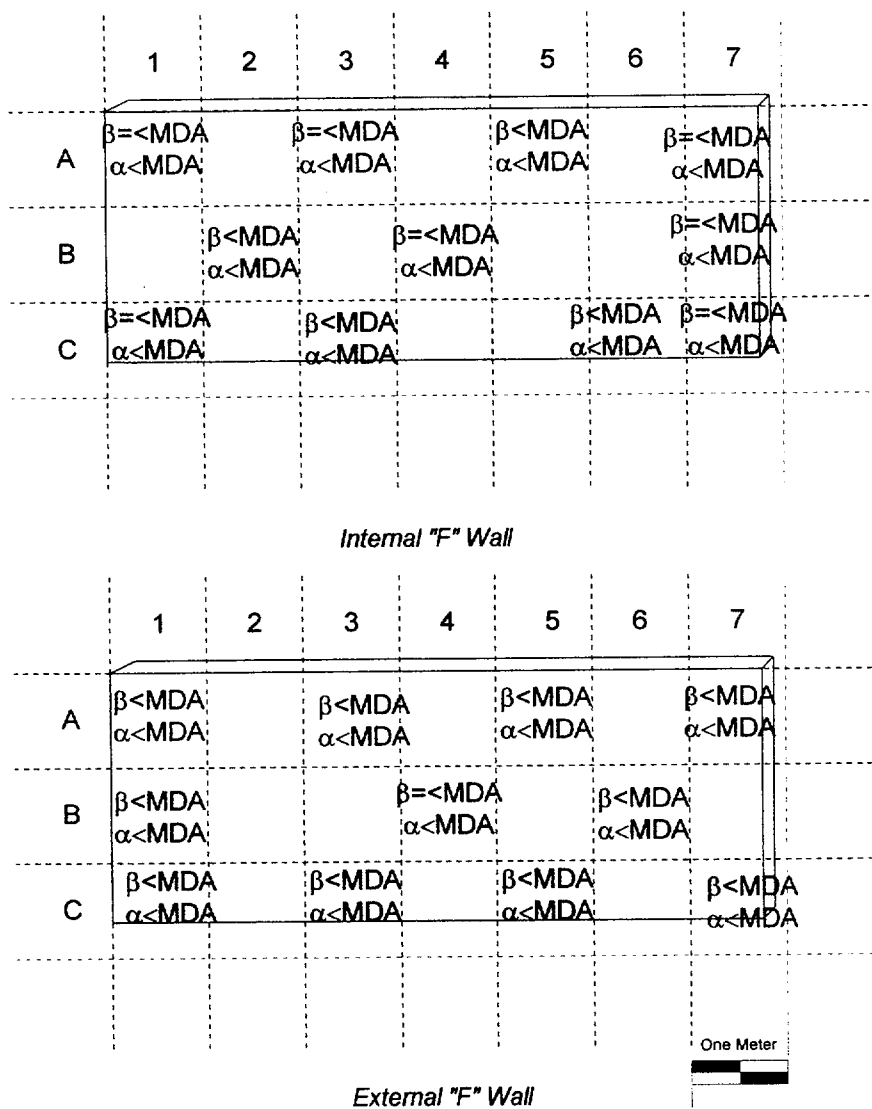 1 2 3 4 5 6 7
β=<MDA β=<MDA β<MDA β=<MDA
A
α<MDA α<MDA α<MDA α<MDA
β<MDA β=<MDA β=<MDA
B
α<MDA α<MDA α<MDA
β=<MDA β<MDA β<MDA β=<MDA
C
α<MDA α<MDA α<MDA α<MDA
Internal "F" Wall
1 2 3 4 5 6 7
β<MDA β<MDA β<MDA β<MDA
A
α<MDA α<MDA α<MDA α<MDA
β<MDA β=<MDA β<MDA
B
α<MDA α<MDA α<MDA
β<MDA β<MDA β<MDA β<MDA
C
α<MDA α<MDA α<MDA α<MDA
One Meter
External "F" Wall